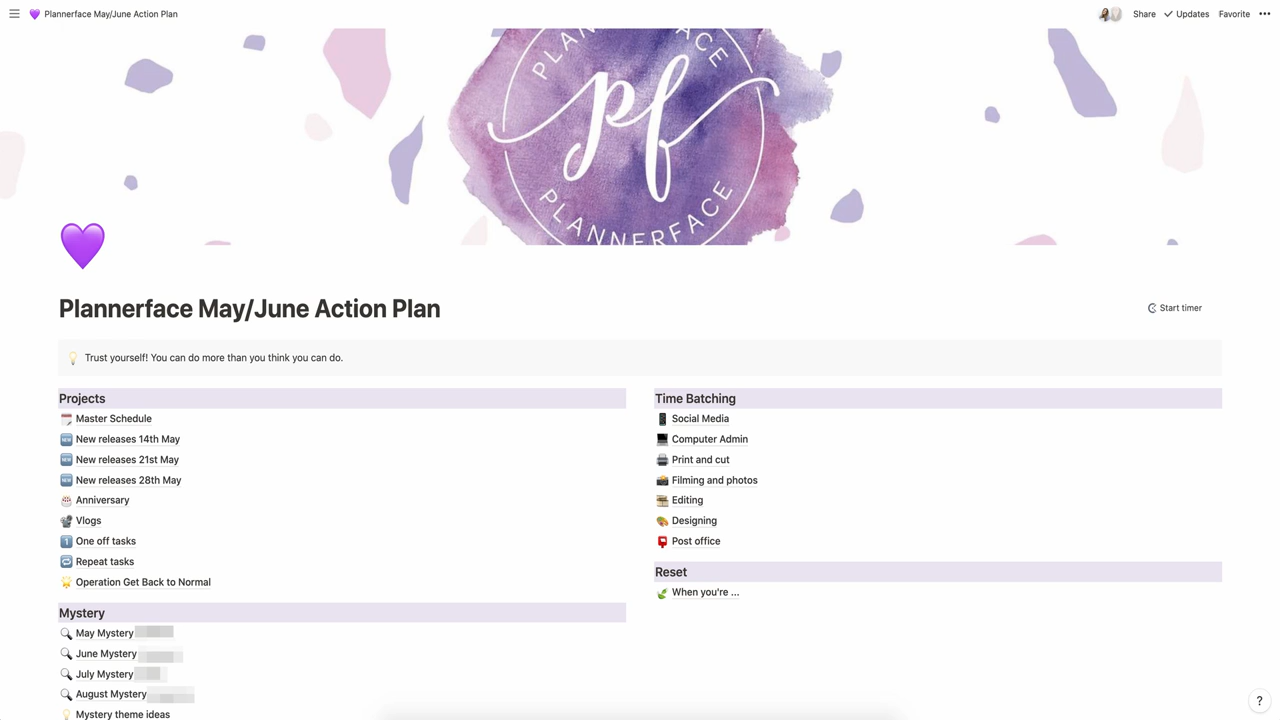 Plannerface May/June Action Plan
Share
Updates
Favorite
PLANNERFACE
pf
PLANNERFACE
Plannerface May/June Action Plan
Start timer
Trust yourself! You can do more than you think you can do.
Projects
Master Schedule
New releases 14th May
New releases 21st May
New releases 28th May
Anniversary
Vlogs
One off tasks
Repeat tasks
Operation Get Back to Normal
Mystery
May Mystery
June Mystery
July Mystery
August Mystery
Mystery theme ideas
Time Batching
Social Media
Computer Admin
Print and cut
Filming and photos
Editing
Designing
Post office
Reset
When you're ...
?